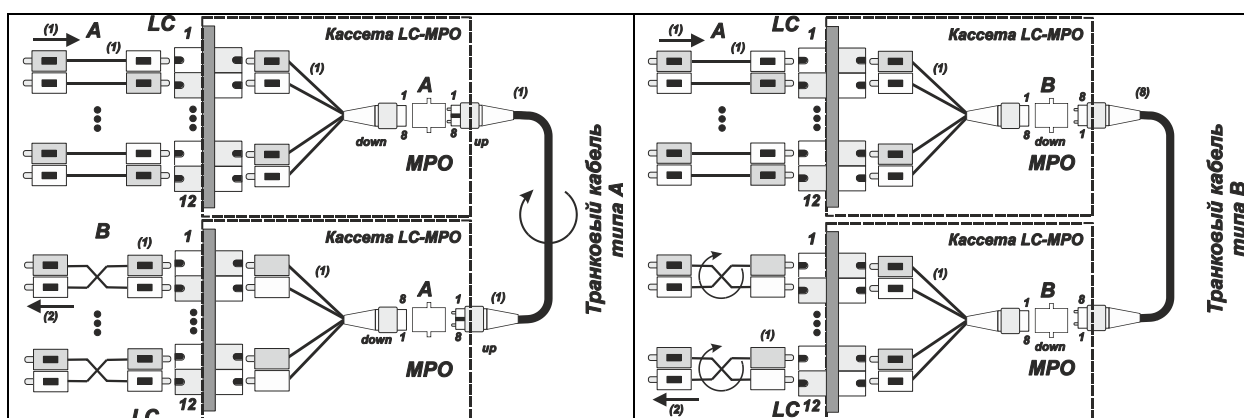 (1)
A
(1)
LC
1
Кассета LC-MPO
(1)
A
1
8
down
1
8
up
(1)
MPO
12
Транковый кабель
типа A
B
(1)
(2)
1
Кассета LC-MPO
(1)
A
8
1
down
1
8
up
(1)
MPO
12
LC
(1)
A
(1)
LC
1
Кассета LC-MPO
(1)
B
1
8
down
8
1
(8)
MPO
12
Транковый кабель
типа B
1
Кассета LC-MPO
(1)
B
1
8
down
8
1
MPO
(1)
(2)
LC
12